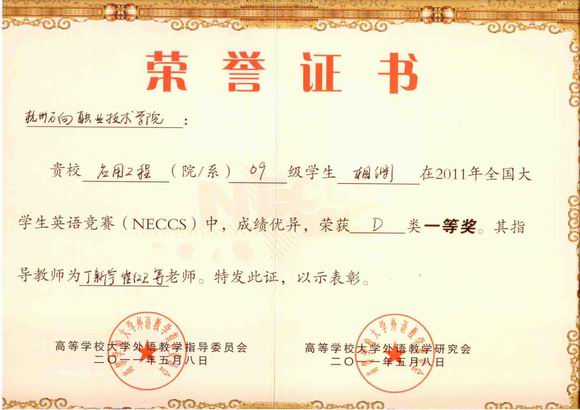 荣誉证书
杭州万向职业技术学院:
贵校 应用工程 (院/系) 09 级学生 相渊 在2011年全国大
学生英语竞赛(NECCS)中,成绩优异,荣获 D 类一等奖。其指
导教师为丁新宇 崔红卫等老师。特发此证,以示表彰。
高等学校大学外语教学指导委员会 高等学校大学外语教学研究会
二〇一一年五月八日 二〇一一年五月八日